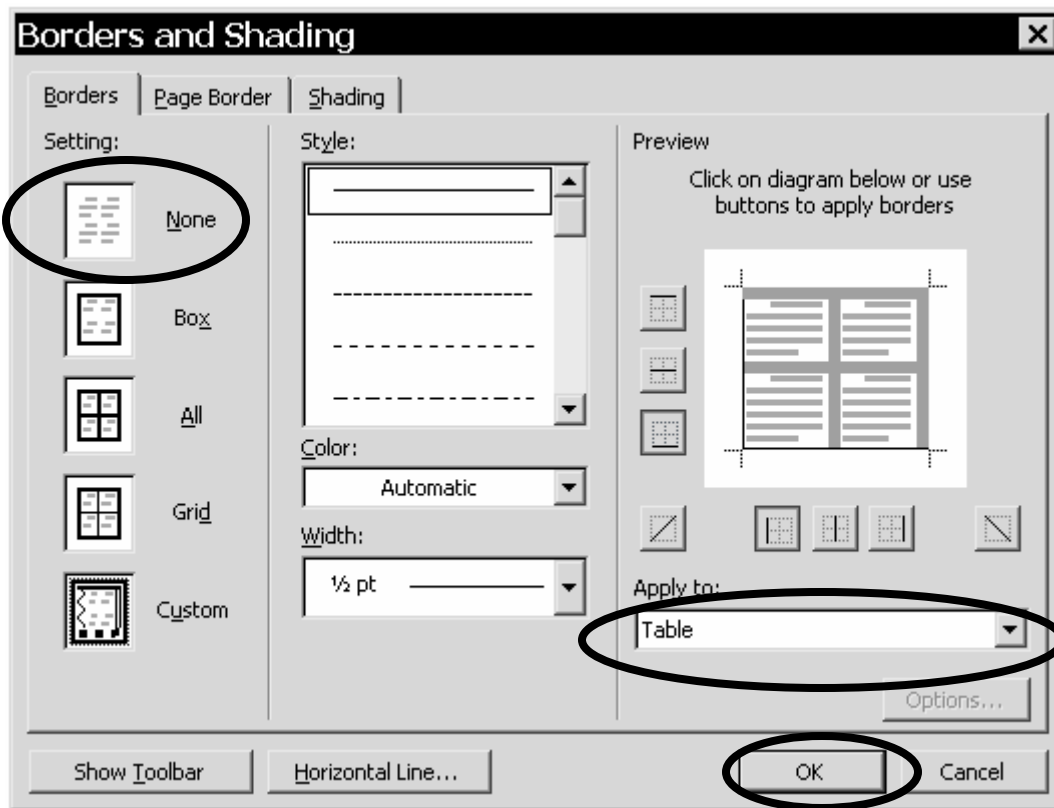 Borders and Shading
Borders
Page Border
Shading
Setting:
None
Box
All
Grid
Custom
Style:
Color:
Automatic
Width:
½ pt
Preview
Click on diagram below or use
buttons to apply borders
Apply to:
Table
Options...
Show Toolbar
Horizontal Line...
OK
Cancel